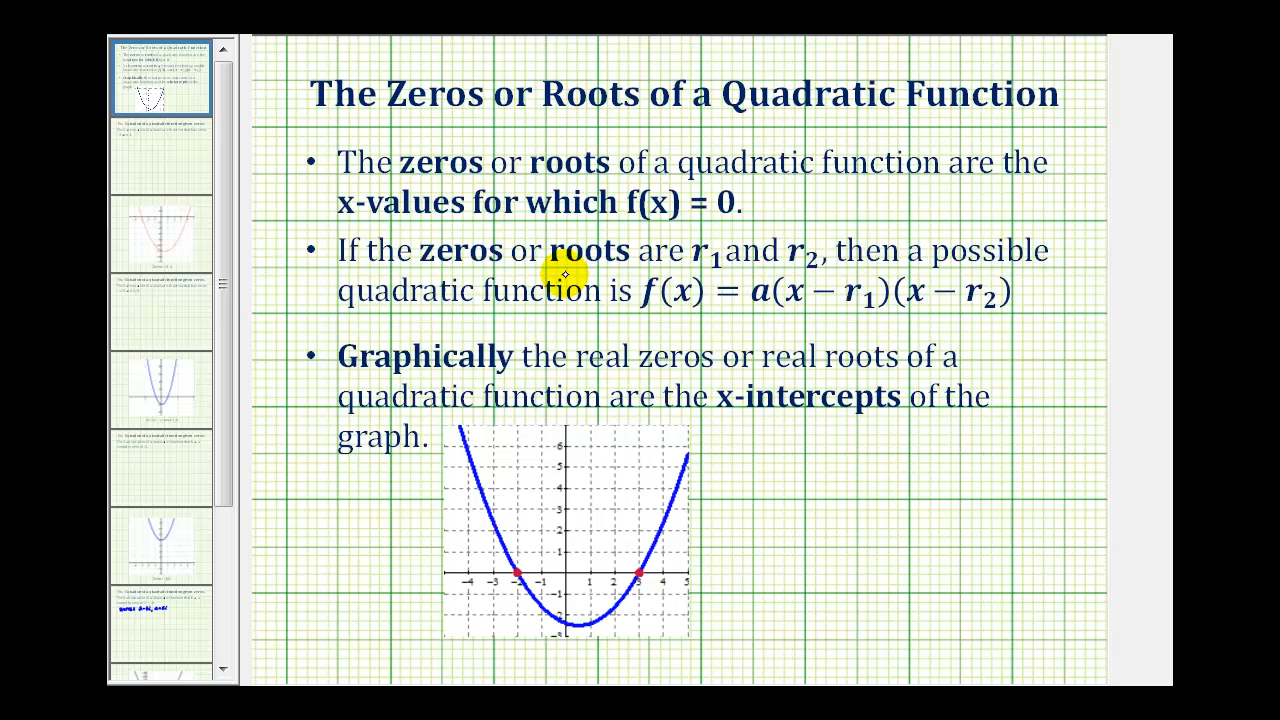 The Zeros or Roots of a Quadratic Function
• The zeros or roots of a quadratic function are the
x-values for which f(x) = 0.
• If the zeros or roots are r₁ and r₂, then a possible
quadratic function is f(x) = a(x − r₁)(x − r₂)
• Graphically the real zeros or real roots of a
quadratic function are the x-intercepts of the
graph.
6
5
4
3
2
1
-4 -3 -2 -1 1 2 3 4 5
-1
-2
-3